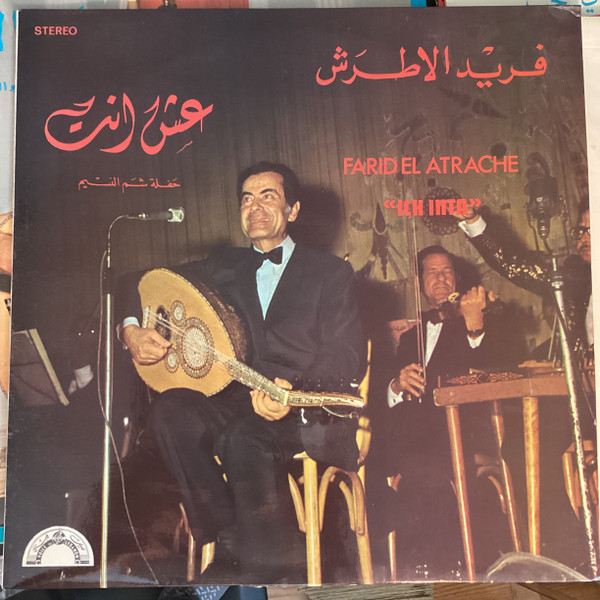 STEREO
فريد الاطرش
عش انت
حفلة شم النسيم
FARID EL ATRACHE
"ICH INTA"